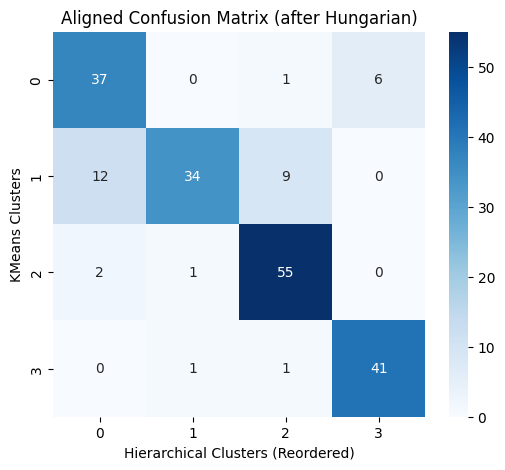 Aligned Confusion Matrix (after Hungarian)
0 37 0 1 6
1 12 34 9 0
2 2 1 55 0
3 0 1 1 41
0 1 2 3
KMeans Clusters
Hierarchical Clusters (Reordered)
50
40
30
20
10
0